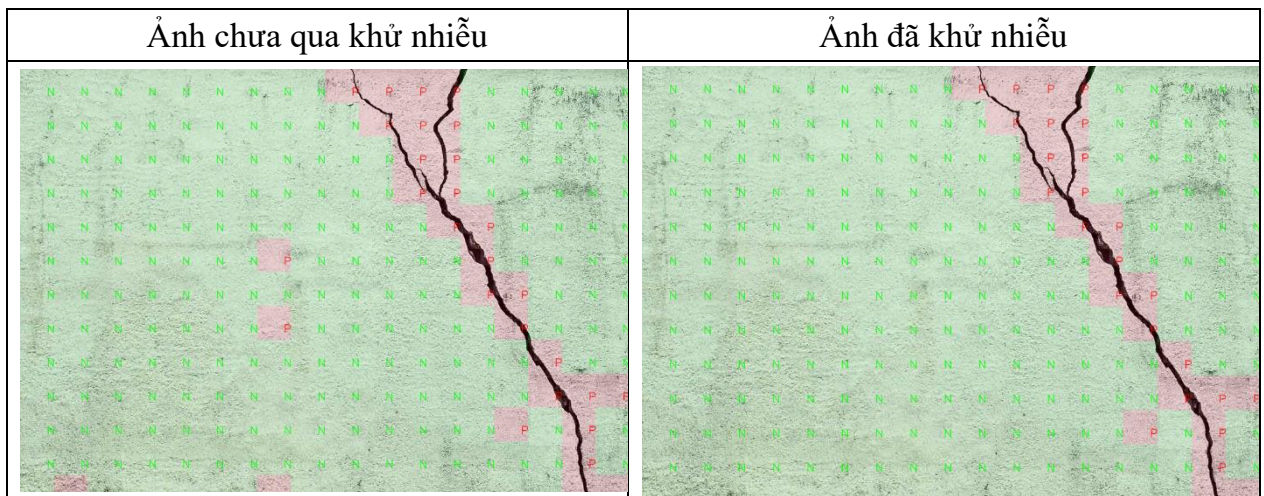 Ảnh chưa qua khử nhiễu
Ảnh đã khử nhiễu
N N N N N N N N N P P P P N N N N
N N N N N N N N N N P P P N N N N
N N N N N N N N N N N P P N N N N
N N N N N N N N N N N P P N N N N
N N N N N N N N N N N N P P N N N
N N N N N N N P N N N N N P N N N
N N N N N N N N N N N N N P P N N
N N N N N N N P N N N N N N P N N
N N N N N N N N N N N N N N N P N
N N N N N N N N N N N N N N N P P P
N N N N N N N N N N N N N N P N P N
N N N N N N N N N N N N N N N N P
N N N N N N N N N P P P P N N N N
N N N N N N N N N N P P P N N N N
N N N N N N N N N N N P P N N N N
N N N N N N N N N N N P P N N N N
N N N N N N N N N N N N P P N N N
N N N N N N N N N N N N N P N N N
N N N N N N N N N N N N N P P N N
N N N N N N N N N N N N N N P N N
N N N N N N N N N N N N N N N P N
N N N N N N N N N N N N N N N P P P
N N N N N N N N N N N N N N P N P N
N N N N N N N N N N N N N N N N P